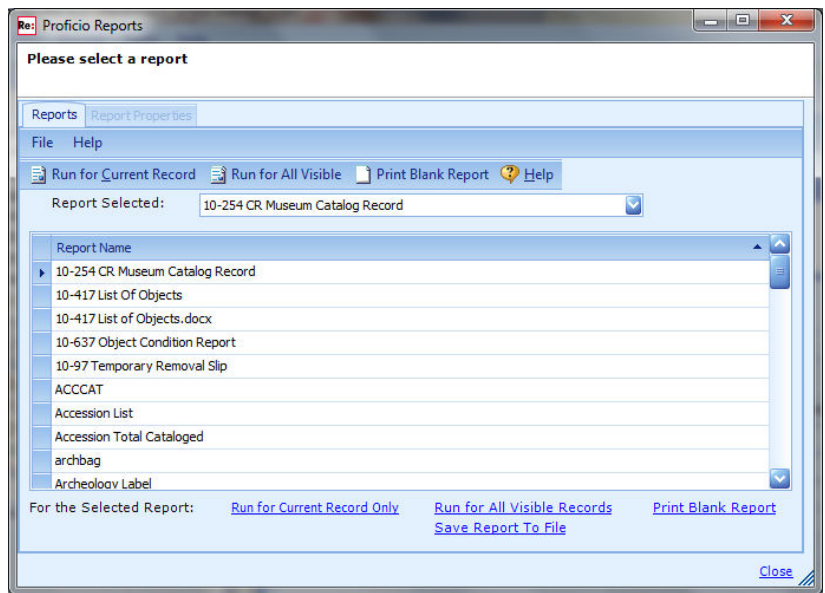 Re: Proficio Reports
Please select a report
Reports Report Properties
File Help
Run for Current Record Run for All Visible Print Blank Report Help
Report Selected: 10-254 CR Museum Catalog Record
Report Name
10-254 CR Museum Catalog Record
10-417 List Of Objects
10-417 List of Objects.docx
10-637 Object Condition Report
10-97 Temporary Removal Slip
ACCCAT
Accession List
Accession Total Cataloged
archbag
Archeology Label
For the Selected Report: Run for Current Record Only Run for All Visible Records Print Blank Report
Save Report To File
Close